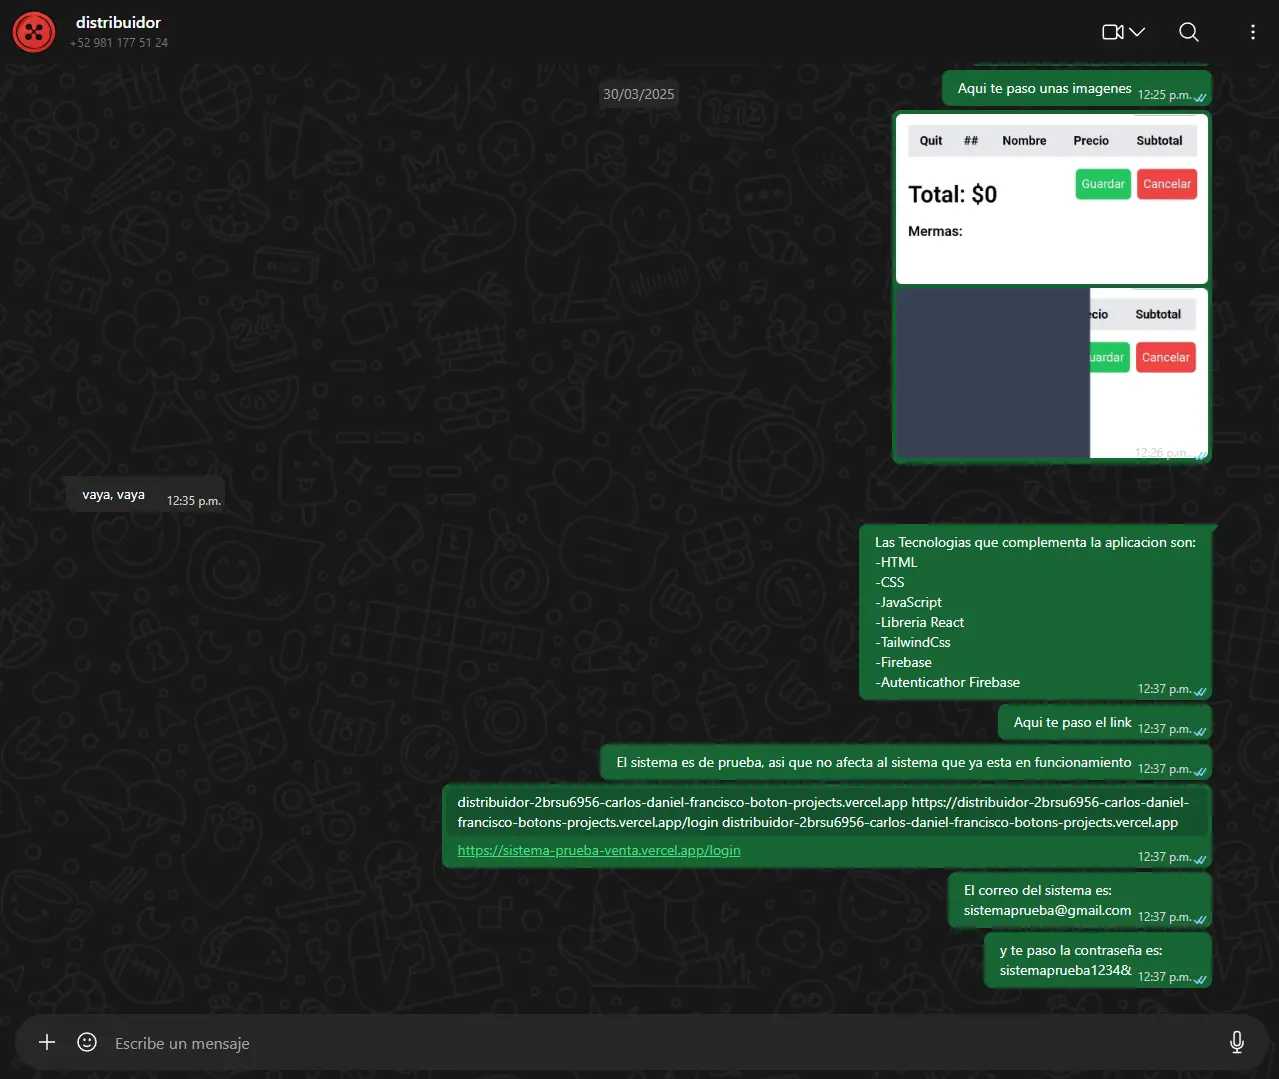 distribuidor
+52 981 177 51 24
30/03/2025
Aqui te paso unas imagenes 12:25 p.m.
Quit ## Nombre Precio Subtotal
Total: $0 Guardar Cancelar
Mermas:
ecio Subtotal
uardar Cancelar
12:26 p.m.
vaya, vaya 12:35 p.m.
Las Tecnologias que complementa la aplicacion son:
-HTML
-CSS
-JavaScript
-Libreria React
-TailwindCss
-Firebase
-Autenticathor Firebase 12:37 p.m.
Aqui te paso el link 12:37 p.m.
El sistema es de prueba, asi que no afecta al sistema que ya esta en funcionamiento 12:37 p.m.
distribuidor-2brsu6956-carlos-daniel-francisco-boton-projects.vercel.app https://distribuidor-2brsu6956-carlos-daniel-
francisco-botons-projects.vercel.app/login distribuidor-2brsu6956-carlos-daniel-francisco-botons-projects.vercel.app
https://sistema-prueba-venta.vercel.app/login 12:37 p.m.
El correo del sistema es:
sistemaprueba@gmail.com 12:37 p.m.
y te paso la contraseña es:
sistemaprueba1234& 12:37 p.m.
Escribe un mensaje